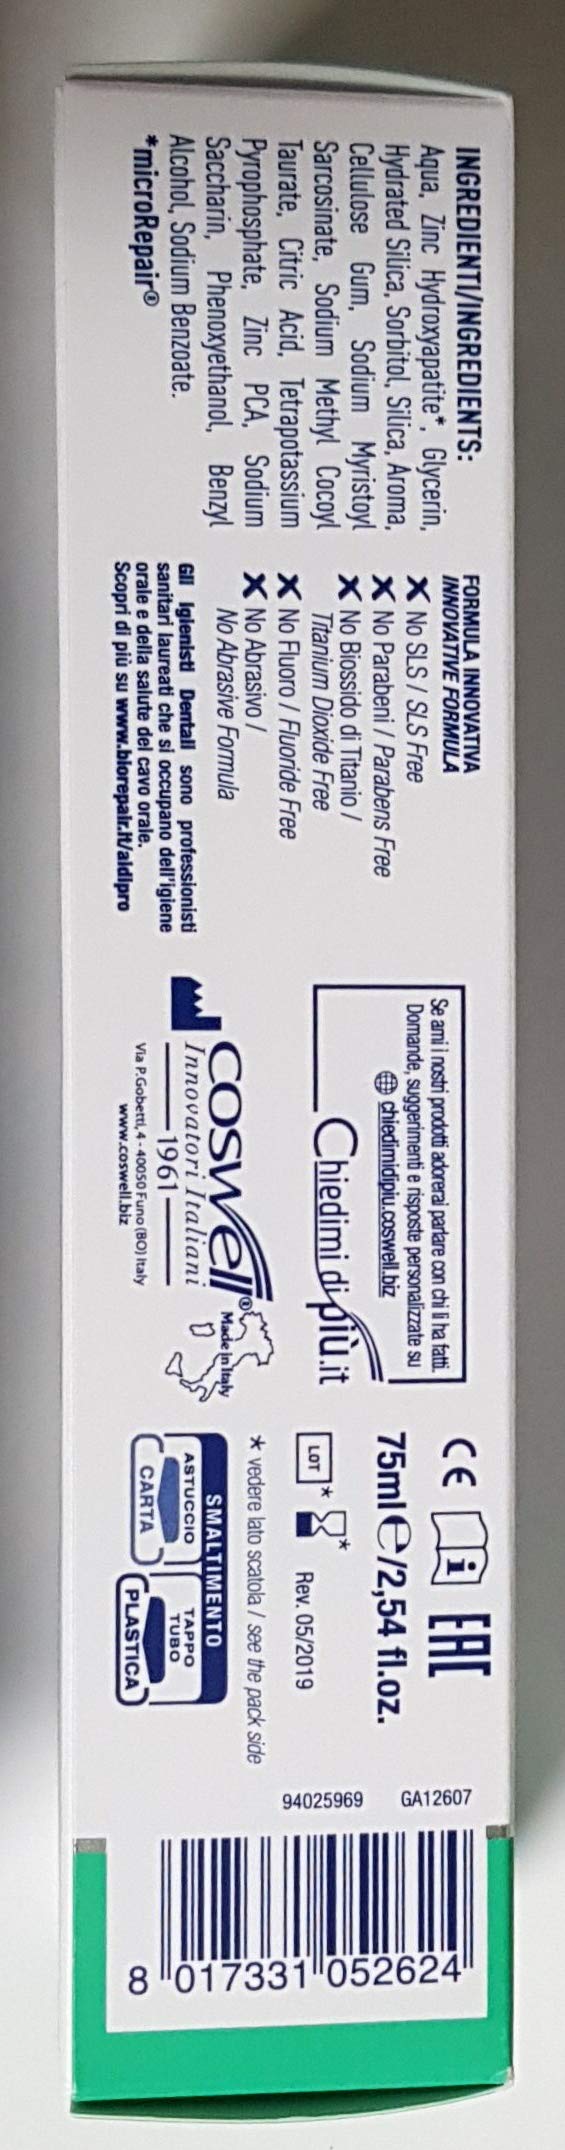 INGREDIENTI/INGREDIENTS:
Aqua, Zinc Hydroxyapatite*, Glycerin,
Hydrated Silica, Sorbitol, Silica, Aroma,
Cellulose Gum, Sodium Myristoyl
Sarcosinate, Sodium Methyl Cocoyl
Taurate, Citric Acid, Tetrapotassium
Pyrophosphate, Zinc PCA, Sodium
Saccharin, Phenoxyethanol, Benzyl
Alcohol, Sodium Benzoate.
*microRepair®
FORMULA INNOVATIVA
INNOVATIVE FORMULA
X No SLS / SLS Free
X No Parabeni / Parabens Free
X No Biossido di Titanio /
Titanium Dioxide Free
X No Fluoro / Fluoride Free
X No Abrasivo /
No Abrasive Formula
Gli Igienisti Dentali sono professionisti
sanitari laureati che si occupano dell'igiene
orale e della salute del cavo orale.
Scopri di più su www.biorepair.it/aidipro
Se ami i nostri prodotti adorerai parlare con chi li ha fatti.
Domande, suggerimenti e risposte personalizzate su
chiedimidipiu.coswell.biz
Chiedimi di più.it
coswell®
Innovatori Italiani
1961
Made in Italy
Via P.Gobetti, 4 - 40050 Funo (BO) Italy
www.coswell.biz
CE i EAC
75ml e/2,54 fl.oz.
LOT * * Rev. 05/2019
* vedere lato scatola / see the pack side
SMALTIMENTO
ASTUCCIO
CARTA
TAPPO
TUBO
PLASTICA
GA12607
94025969
8 017331 052624